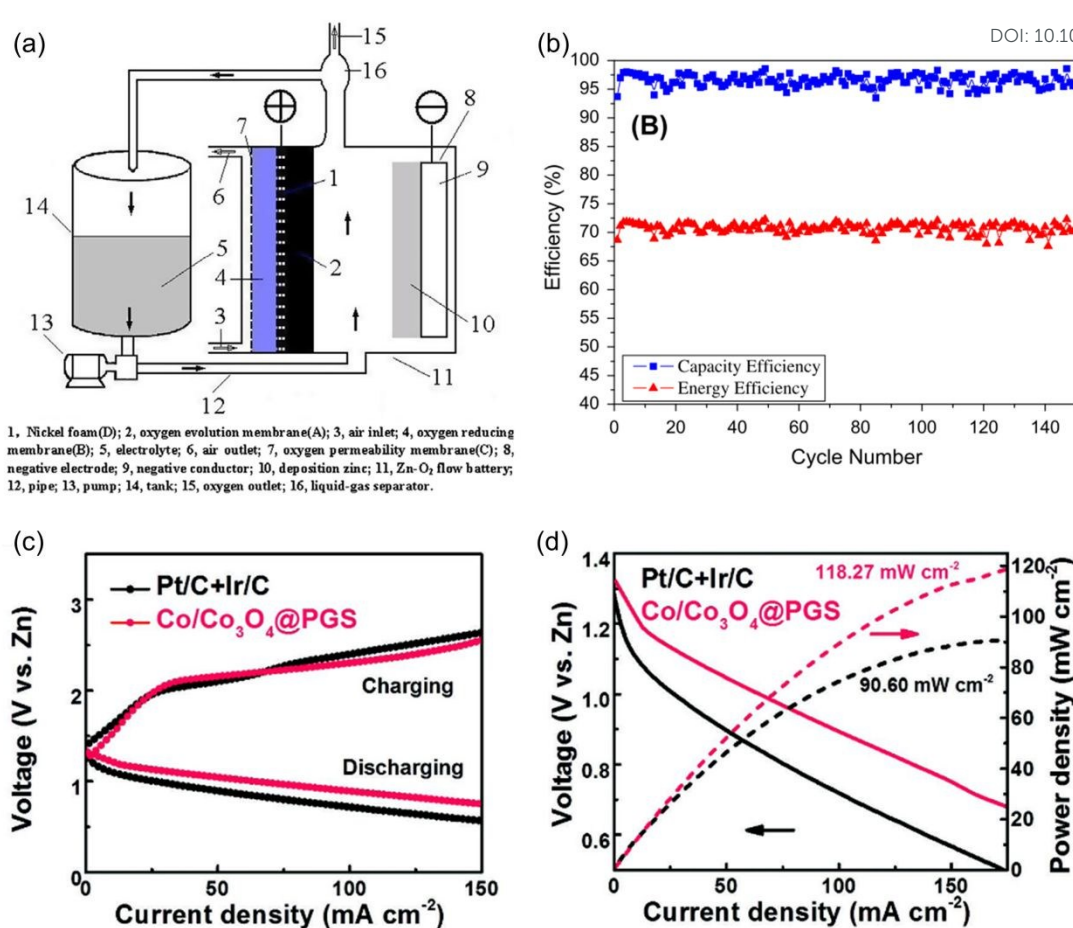 DOI: 10.10
(a)
15
16
8
7
9
1
6
14
5
4
2
3
10
13
11
12
1, Nickel foam(D); 2, oxygen evolution membrane(A); 3, air inlet; 4, oxygen reducing
membrane(B); 5, electrolyte; 6, air outlet; 7, oxygen permeability membrane(C); 8,
negative electrode; 9, negative conductor; 10, deposition zinc; 11, Zn-O₂ flow battery;
12, pipe; 13, pump; 14, tank; 15, oxygen outlet; 16, liquid-gas separator.
(b)
100
95
90
85
80
75
70
65
60
55
50
45
40
(B)
Efficiency (%)
Capacity Efficiency
Energy Efficiency
0 20 40 60 80 100 120 140
Cycle Number
(c)
Pt/C+Ir/C
Co/Co₃O₄@PGS
Charging
Discharging
Voltage (V vs. Zn)
3
2
1
0
0 50 100 150
Current density (mA cm⁻²)
(d)
Pt/C+Ir/C
Co/Co₃O₄@PGS
118.27 mW cm⁻²
90.60 mW cm⁻²
Voltage (V vs. Zn)
1.4
1.2
1.0
0.8
0.6
120
100
80
60
40
20
0
Power density (mW cm⁻²)
0 50 100 150
Current density (mA cm⁻²)